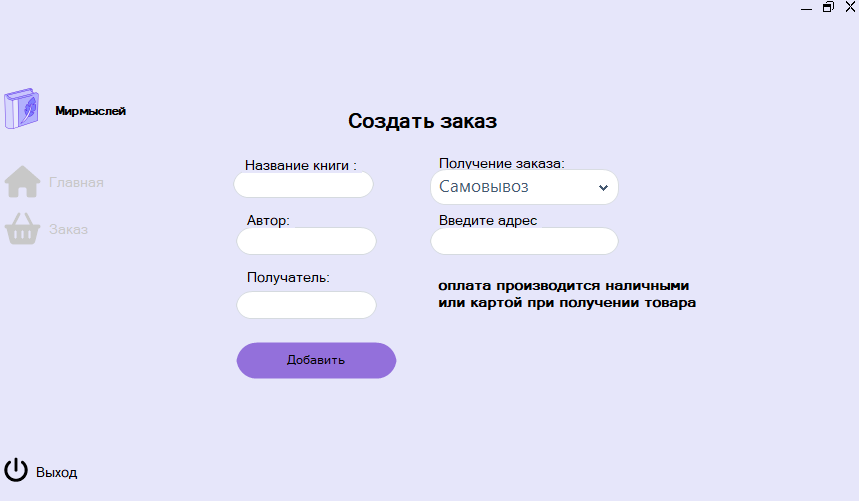 Мирмыслей
Создать заказ
Название книги :
Получение заказа:
Самовывоз
Главная
Автор:
Введите адрес
Заказ
Получатель:
оплата производится наличными
или картой при получении товара
Добавить
Выход